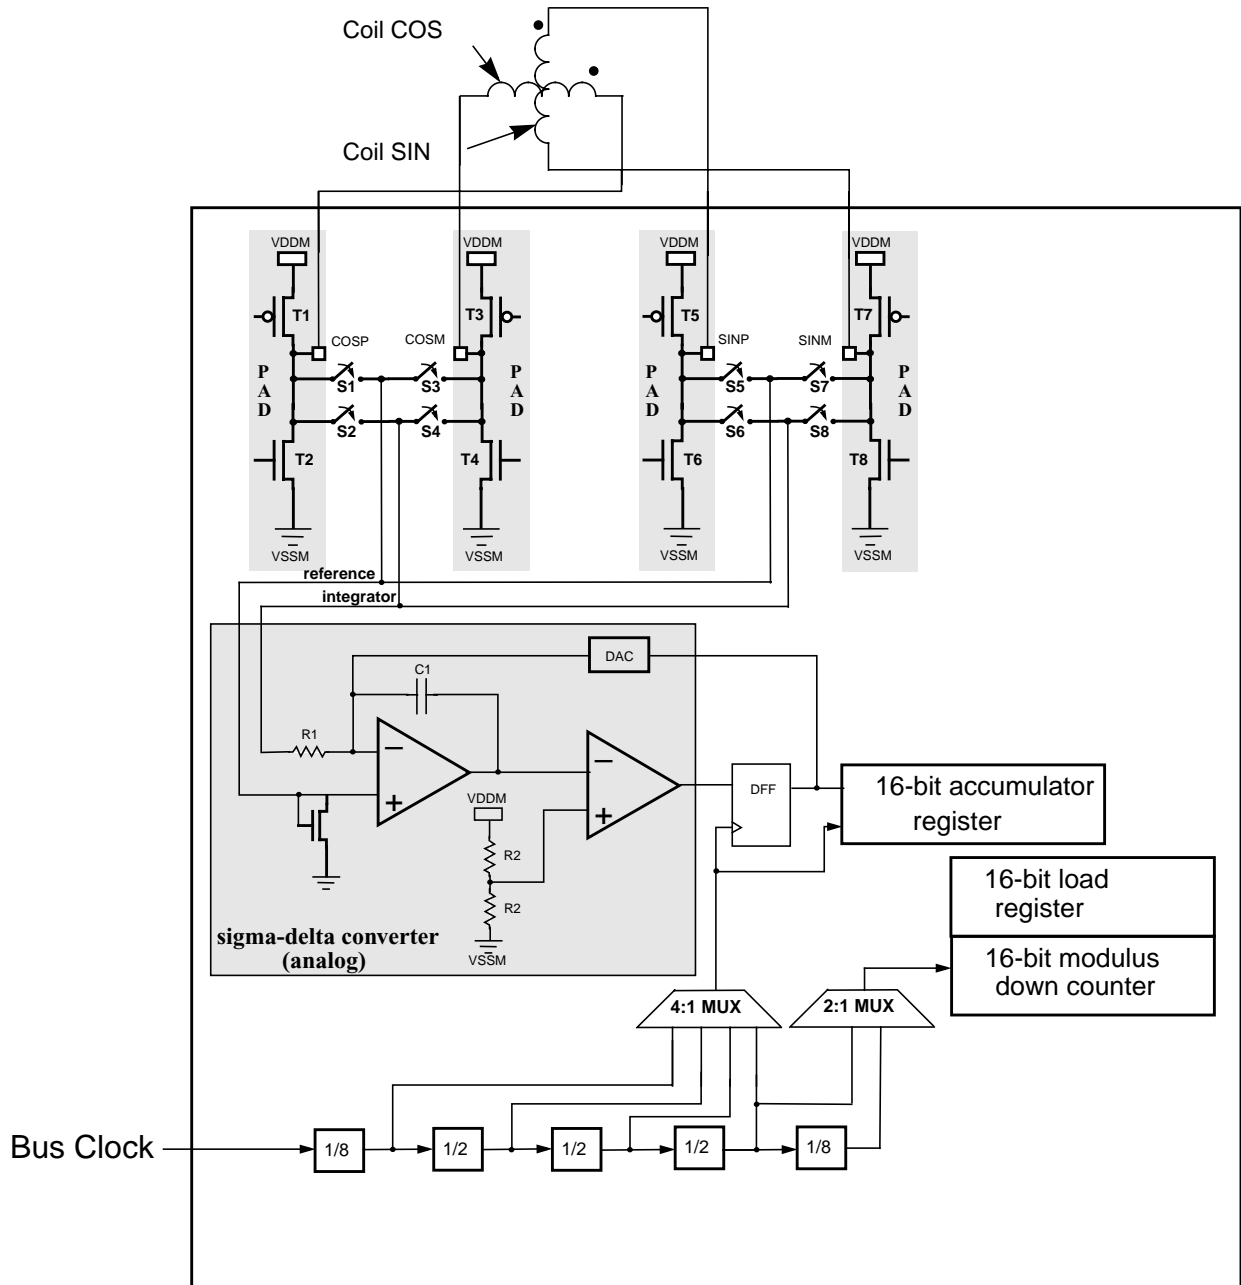 Coil COS
Coil SIN
VDDM
VDDM
VDDM
VDDM
T1
T3
T5
T7
COSP
COSM
SINP
SINM
P
A
D
S1
S3
P
A
D
P
A
D
S5
S7
P
A
D
S2
S4
S6
S8
T2
T4
T6
T8
VSSM
VSSM
VSSM
VSSM
reference
integrator
DAC
C1
R1
−
+
−
+
VDDM
R2
R2
VSSM
DFF
16-bit accumulator
register
16-bit load
register
16-bit modulus
down counter
sigma-delta converter
(analog)
4:1 MUX
2:1 MUX
Bus Clock
1/8
1/2
1/2
1/2
1/8